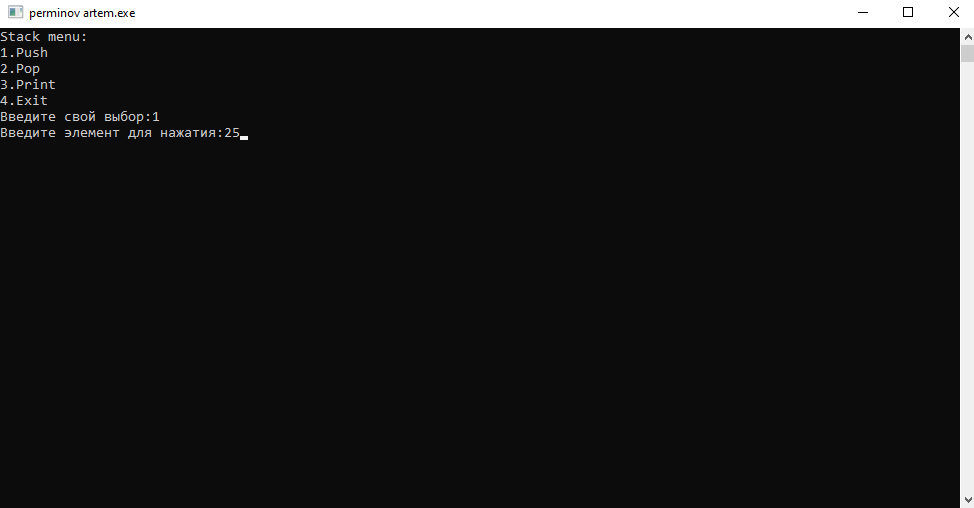 perminov artem.exe
Stack menu:
1.Push
2.Pop
3.Print
4.Exit
Введите свой выбор:1
Введите элемент для нажатия:25